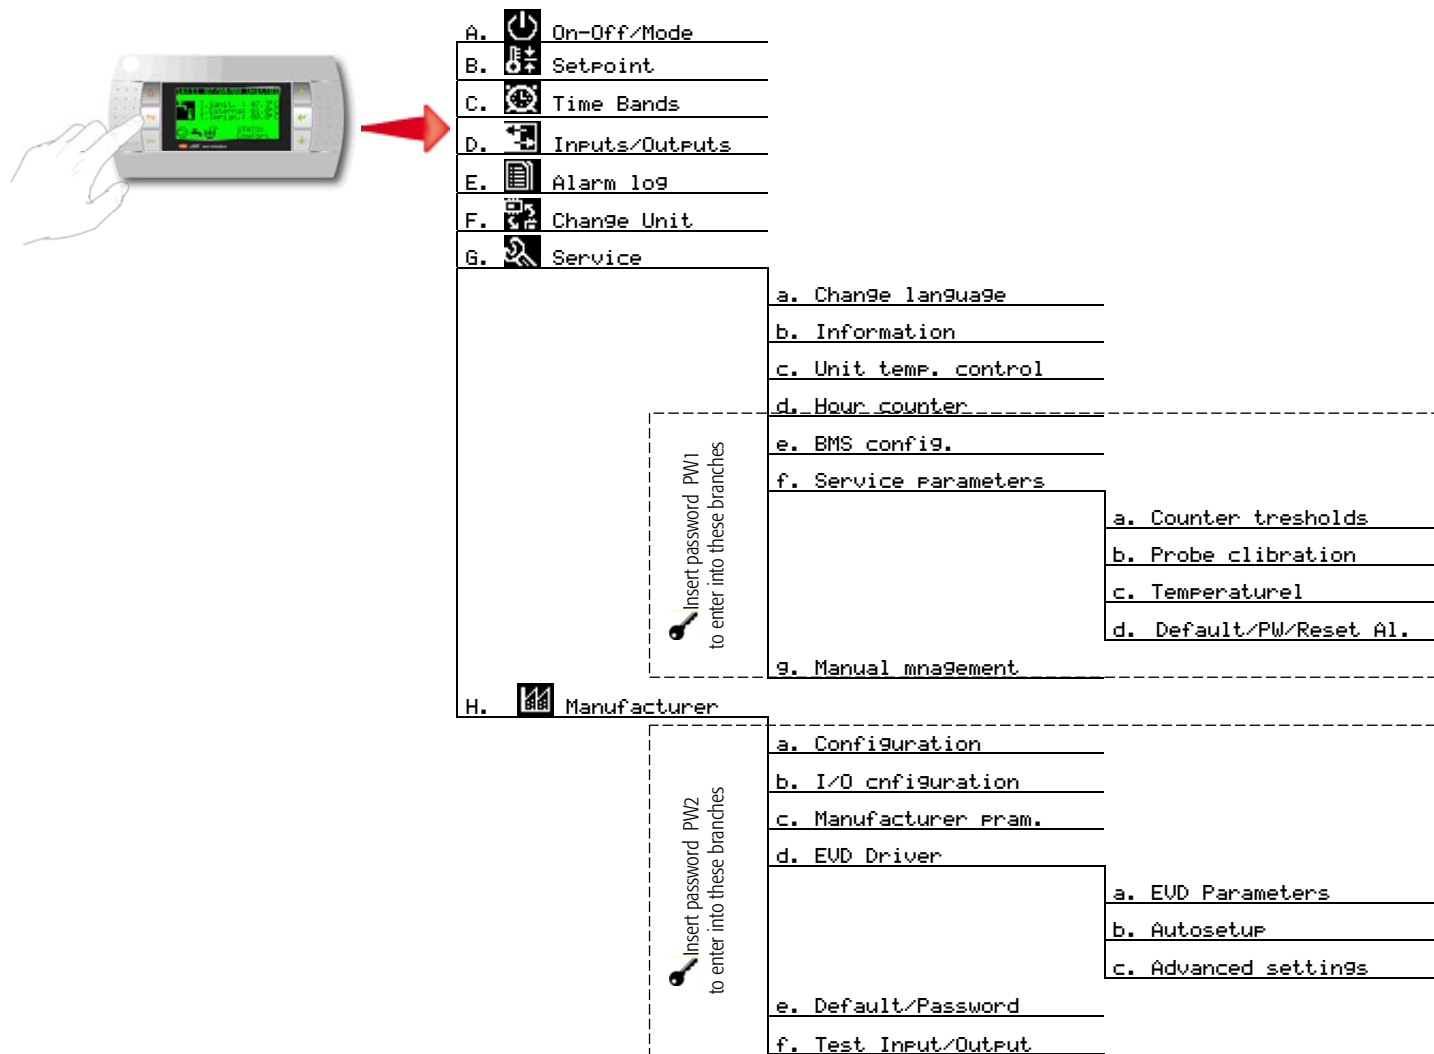 A. On-Off/Mode
B. Setpoint
C. Time Bands
D. Inputs/Outputs
E. Alarm log
F. Change Unit
G. Service
a. Change language
b. Information
c. Unit temp. control
d. Hour counter
e. BMS config.
f. Service parameters
a. Counter tresholds
b. Probe clibration
c. Temperature1
d. Default/PW/Reset Al.
g. Manual mnagement
Insert password PW1
to enter into these branches
H. Manufacturer
a. Configuration
b. I/O cnfiguration
c. Manufacturer pram.
d. EVD Driver
a. EVD Parameters
b. Autosetup
c. Advanced settings
e. Default/Password
f. Test Input/Output
Insert password PW2
to enter into these branches